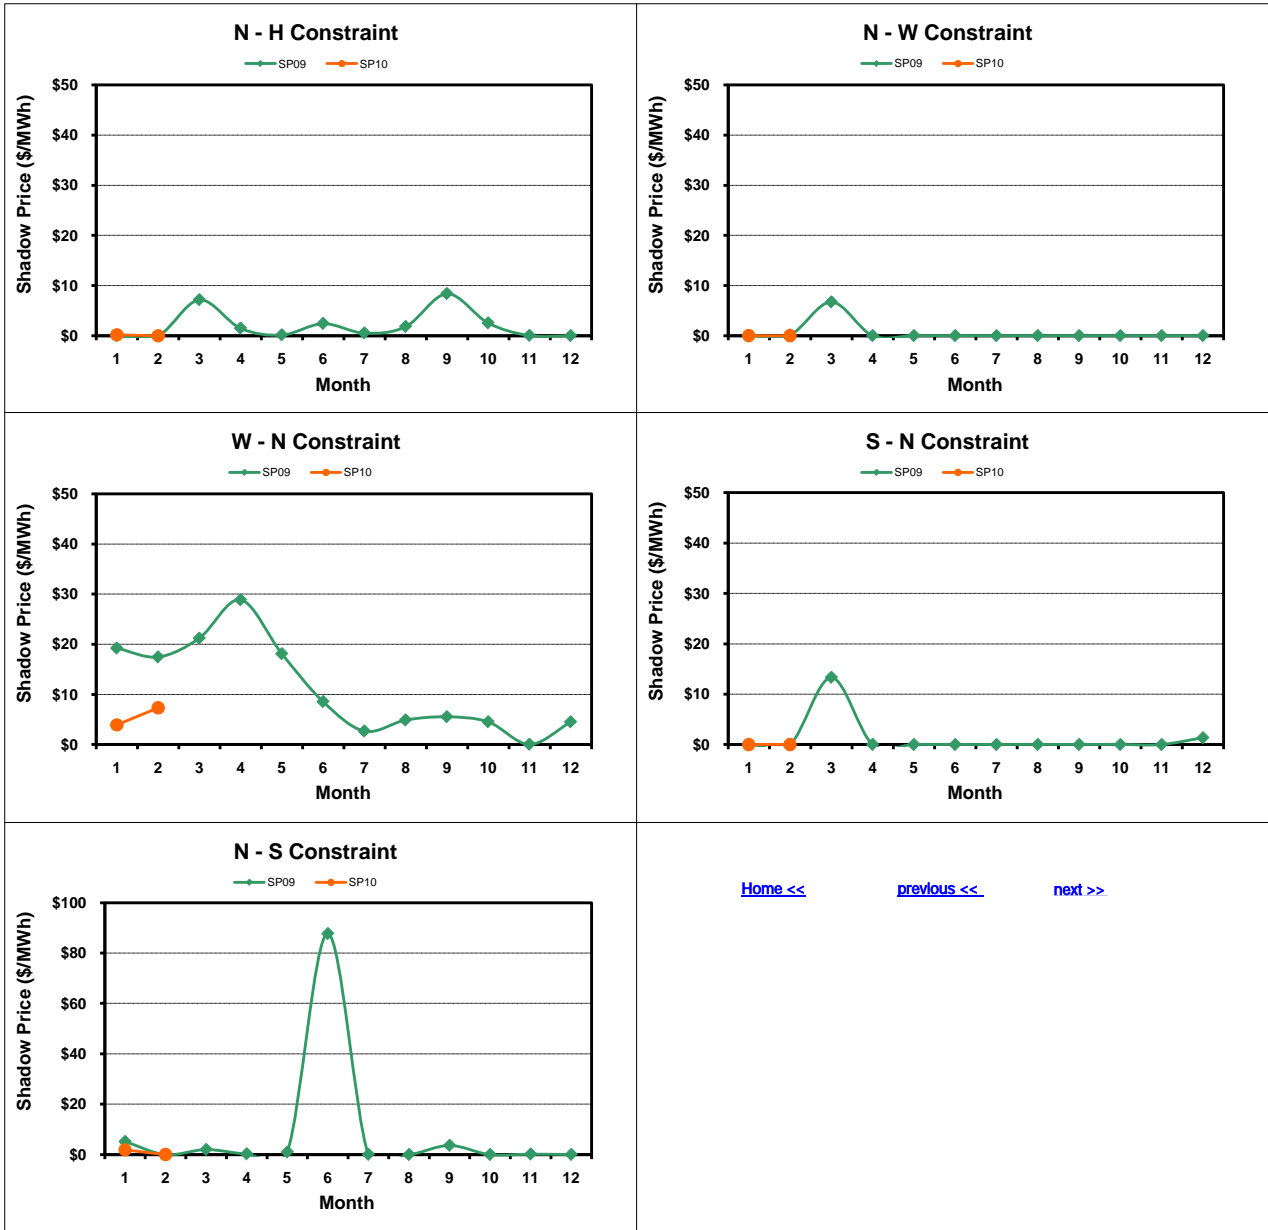 N - H Constraint
SP09 SP10
Shadow Price ($/MWh)
$50
$40
$30
$20
$10
$0
1 2 3 4 5 6 7 8 9 10 11 12
Month
N - W Constraint
SP09 SP10
Shadow Price ($/MWh)
$50
$40
$30
$20
$10
$0
1 2 3 4 5 6 7 8 9 10 11 12
Month
W - N Constraint
SP09 SP10
Shadow Price ($/MWh)
$50
$40
$30
$20
$10
$0
1 2 3 4 5 6 7 8 9 10 11 12
Month
S - N Constraint
SP09 SP10
Shadow Price ($/MWh)
$50
$40
$30
$20
$10
$0
1 2 3 4 5 6 7 8 9 10 11 12
Month
N - S Constraint
SP09 SP10
Shadow Price ($/MWh)
$100
$80
$60
$40
$20
$0
1 2 3 4 5 6 7 8 9 10 11 12
Month
Home << previous << next >>